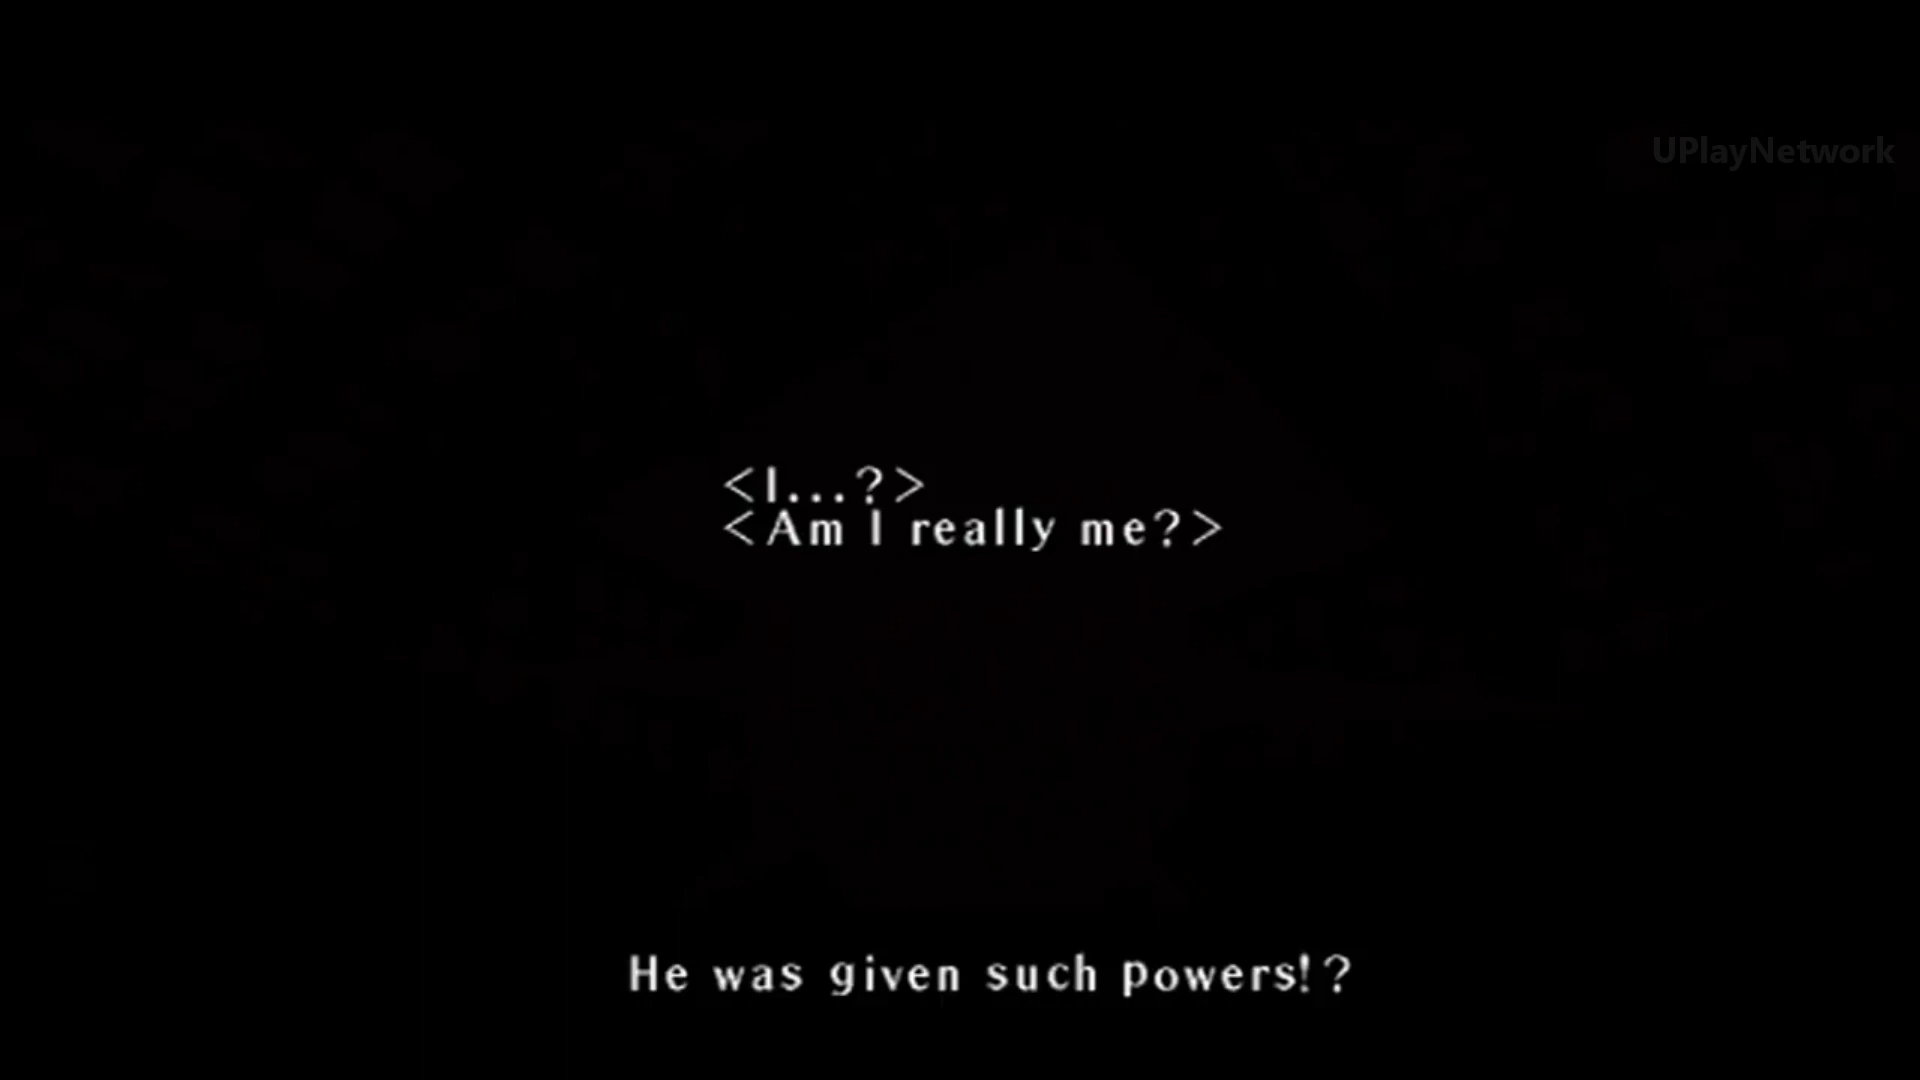 UPlayNetwork
<I...?>
<Am I really me?>
He was given such powers!?